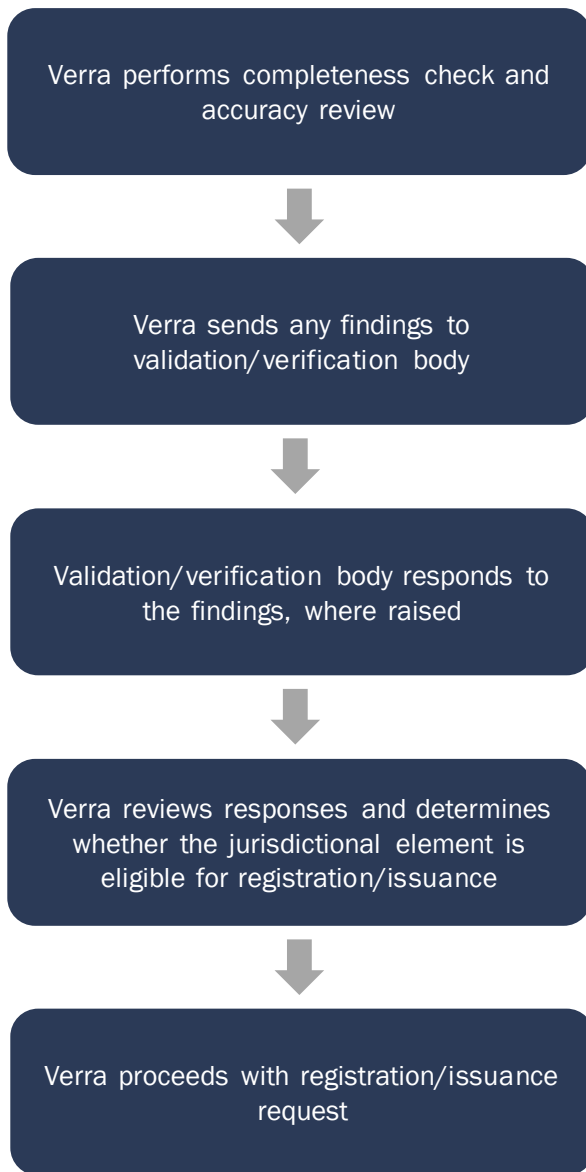 Verra performs completeness check and
accuracy review
Verra sends any findings to
validation/verification body
Validation/verification body responds to
the findings, where raised
Verra reviews responses and determines
whether the jurisdictional element is
eligible for registration/issuance
Verra proceeds with registration/issuance
request